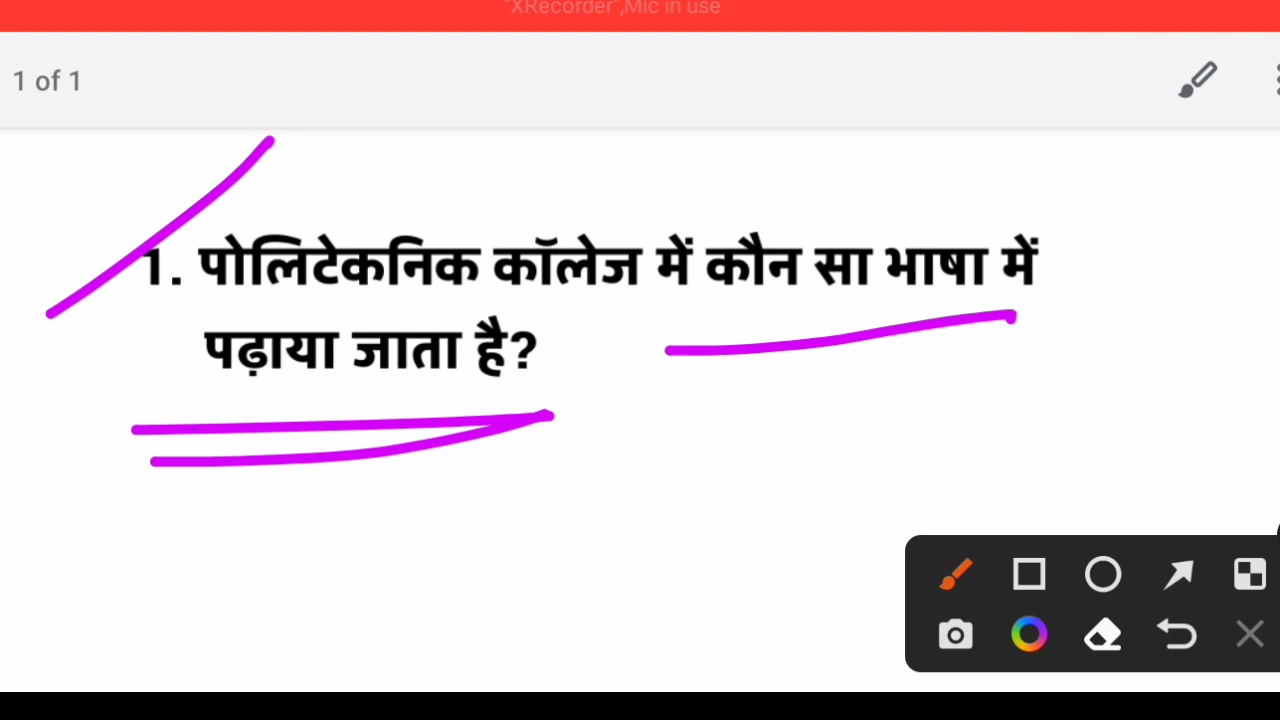 "XRecorder",Mic in use
1 of 1
1. पोलिटेकनिक कॉलेज में कौन सा भाषा में
पढ़ाया जाता है?